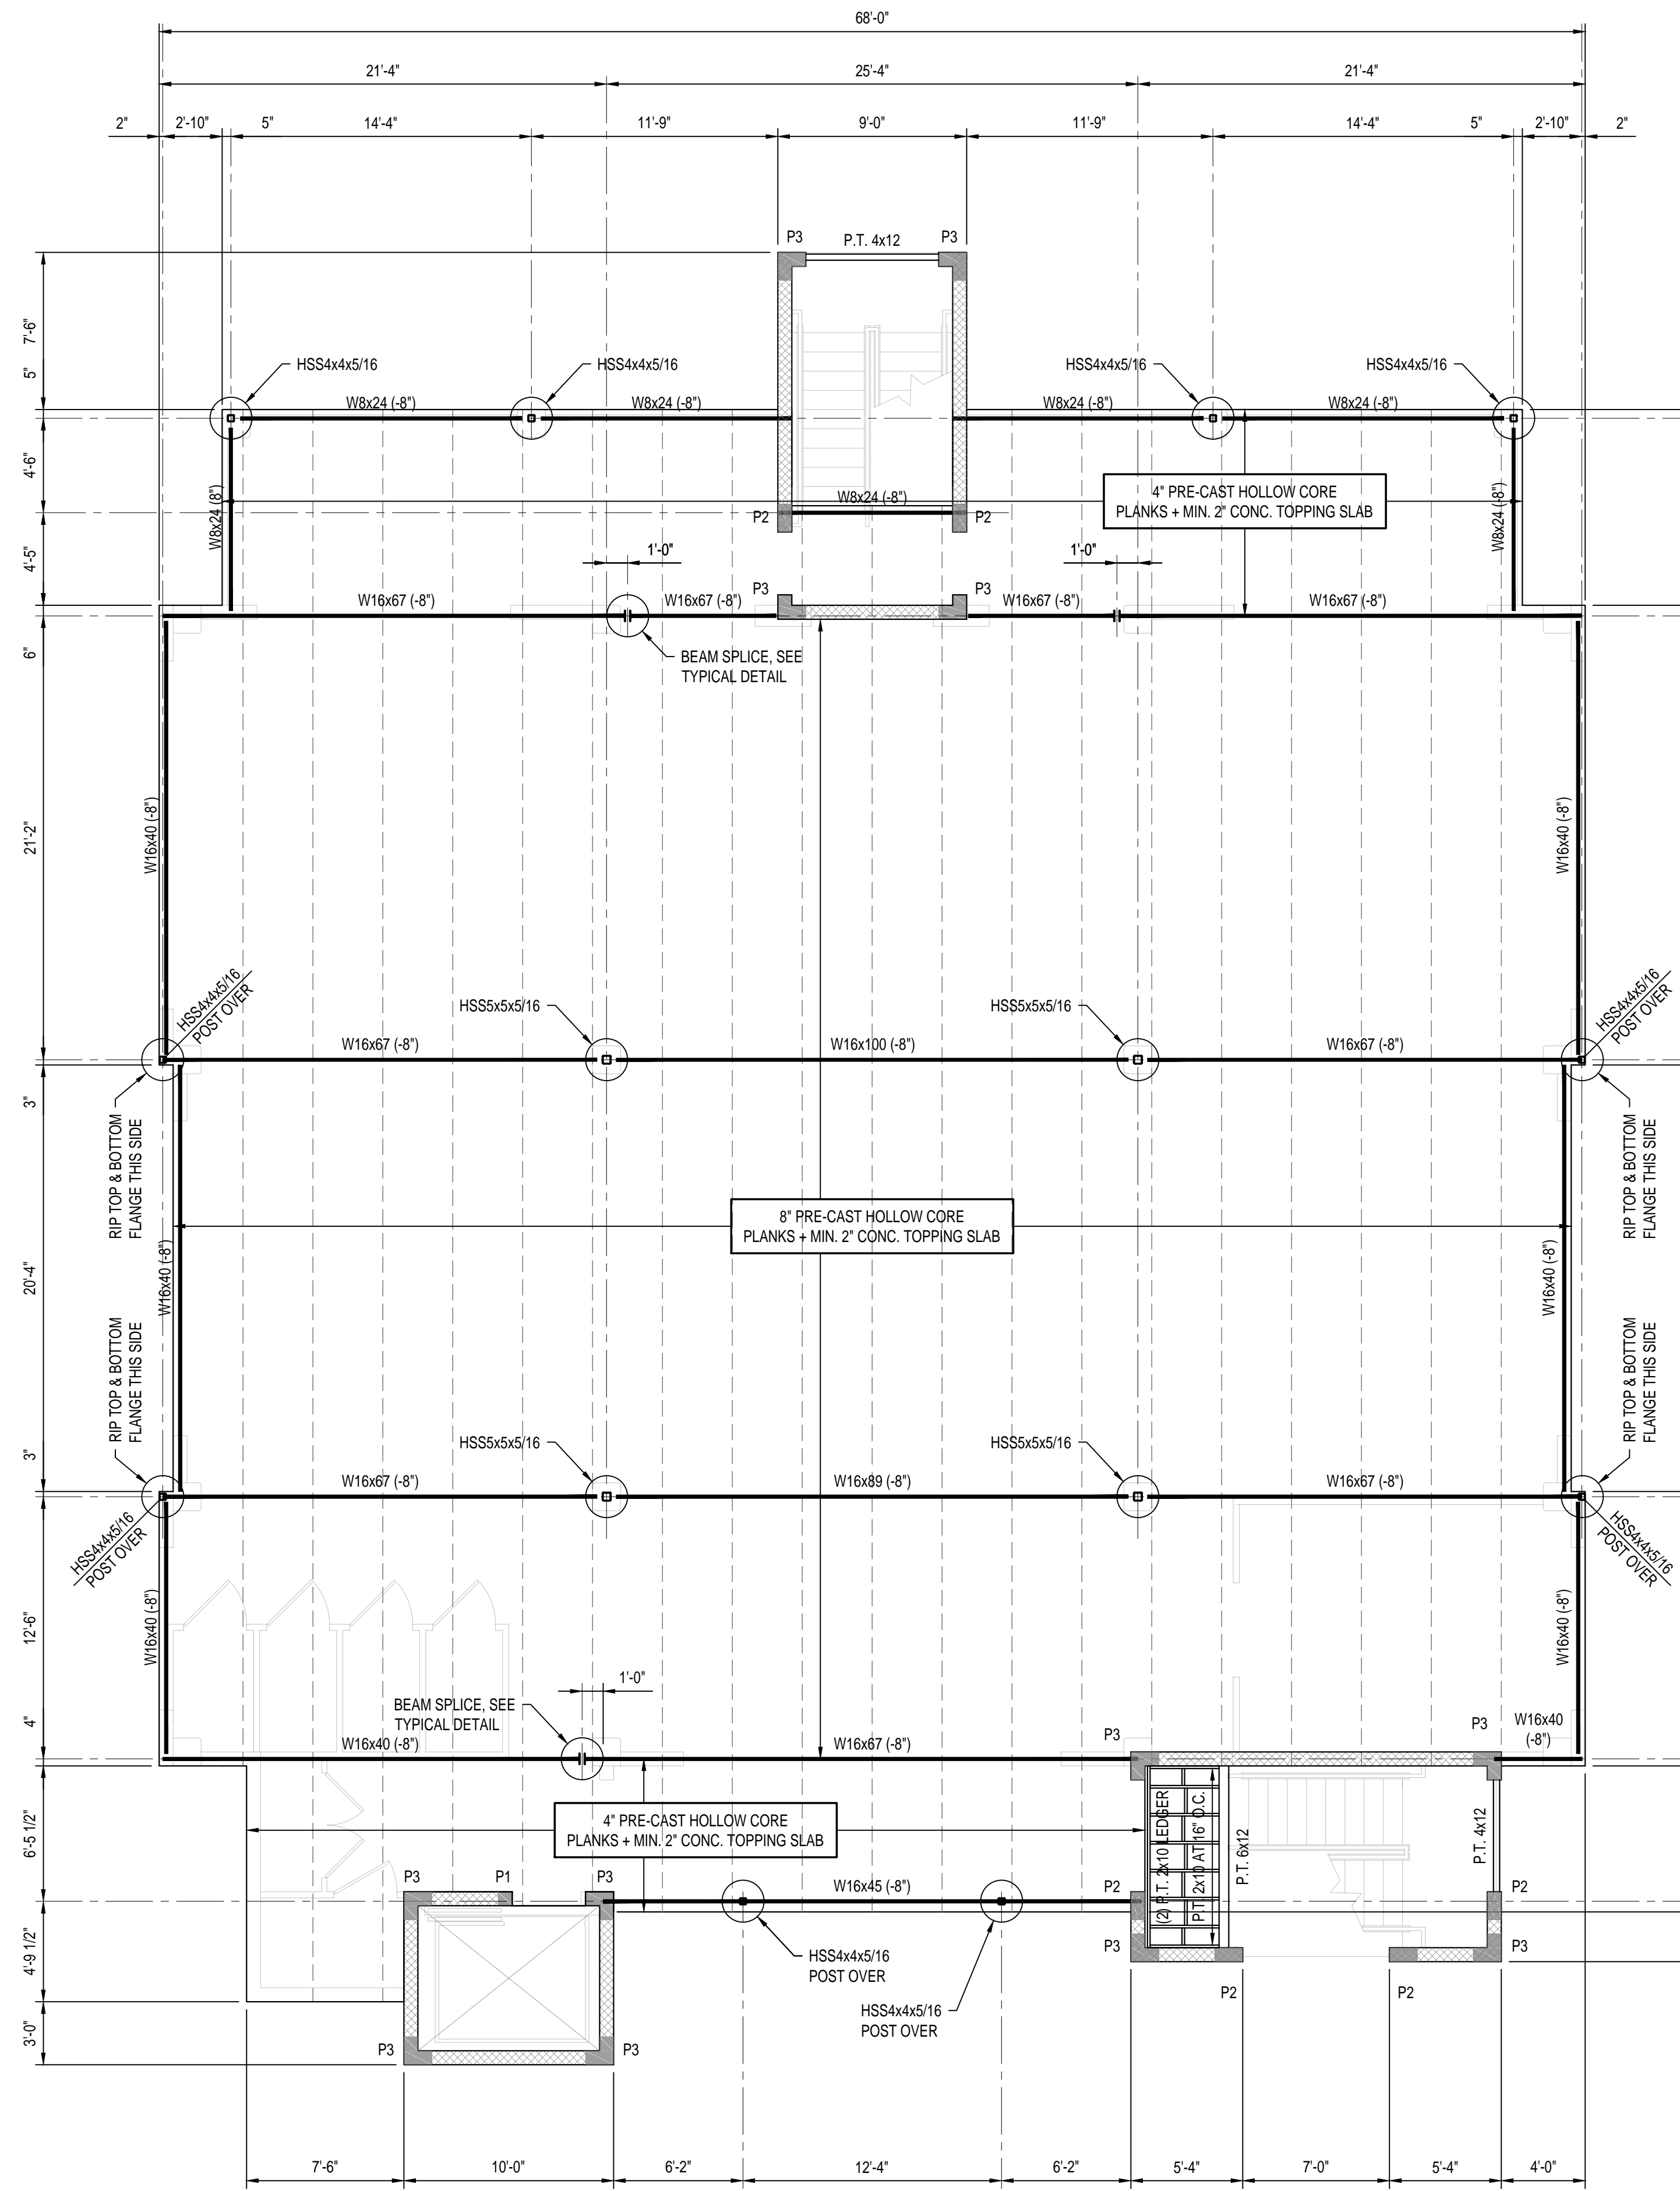 68'-0"
21'-4"
25'-4"
21'-4"
2"
2'-10"
5"
14'-4"
11'-9"
9'-0"
11'-9"
14'-4"
5"
2'-10"
2"
P3
P.T. 4x12
P3
7'-6"
5"
HSS4x4x5/16
HSS4x4x5/16
HSS4x4x5/16
HSS4x4x5/16
W8x24 (-8")
W8x24 (-8")
W8x24 (-8")
W8x24 (-8")
4'-6"
W8x24 (8")
W8x24 (-8")
4" PRE-CAST HOLLOW CORE
PLANKS + MIN. 2" CONC. TOPPING SLAB
W8x24 (-8")
P2
P2
4'-5"
1'-0"
1'-0"
P3
P3
W16x67 (-8")
W16x67 (-8")
W16x67 (-8")
W16x67 (-8")
6"
BEAM SPLICE, SEE
TYPICAL DETAIL
21'-2"
W16x40 (-8")
W16x40 (-8")
HSS4x4x5/16
POST OVER
HSS5x5x5/16
HSS5x5x5/16
HSS4x4x5/16
POST OVER
W16x67 (-8")
W16x100 (-8")
W16x67 (-8")
3"
RIP TOP & BOTTOM
FLANGE THIS SIDE
RIP TOP & BOTTOM
FLANGE THIS SIDE
8" PRE-CAST HOLLOW CORE
PLANKS + MIN. 2" CONC. TOPPING SLAB
20'-4"
W16x40 (-8")
W16x40 (-8")
RIP TOP & BOTTOM
FLANGE THIS SIDE
RIP TOP & BOTTOM
FLANGE THIS SIDE
3"
HSS5x5x5/16
HSS5x5x5/16
W16x67 (-8")
W16x89 (-8")
W16x67 (-8")
HSS4x4x5/16
POST OVER
HSS4x4x5/16
POST OVER
12'-6"
W16x40 (-8")
W16x40 (-8")
1'-0"
BEAM SPLICE, SEE
TYPICAL DETAIL
4"
W16x40 (-8")
W16x67 (-8")
P3
P3
W16x40
(-8")
6'-5 1/2"
4" PRE-CAST HOLLOW CORE
PLANKS + MIN. 2" CONC. TOPPING SLAB
(2) P.T. 2x10 LEDGER
P.T. 2x10 AT 16" O.C.
P.T. 6x12
P.T. 4x12
P3
P1
P3
W16x45 (-8")
P2
P2
4'-9 1/2"
P3
P3
HSS4x4x5/16
POST OVER
P2
P2
HSS4x4x5/16
POST OVER
3'-0"
P3
P3
7'-6"
10'-0"
6'-2"
12'-4"
6'-2"
5'-4"
7'-0"
5'-4"
4'-0"